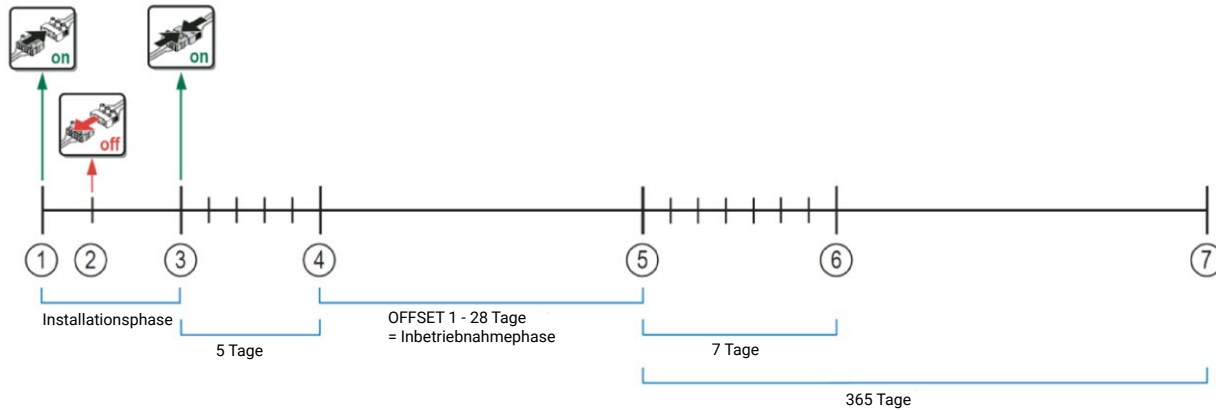 on
on
off
1
2
3
4
5
6
7
Installationsphase
OFFSET 1 - 28 Tage
= Inbetriebnahmephase
5 Tage
7 Tage
365 Tage